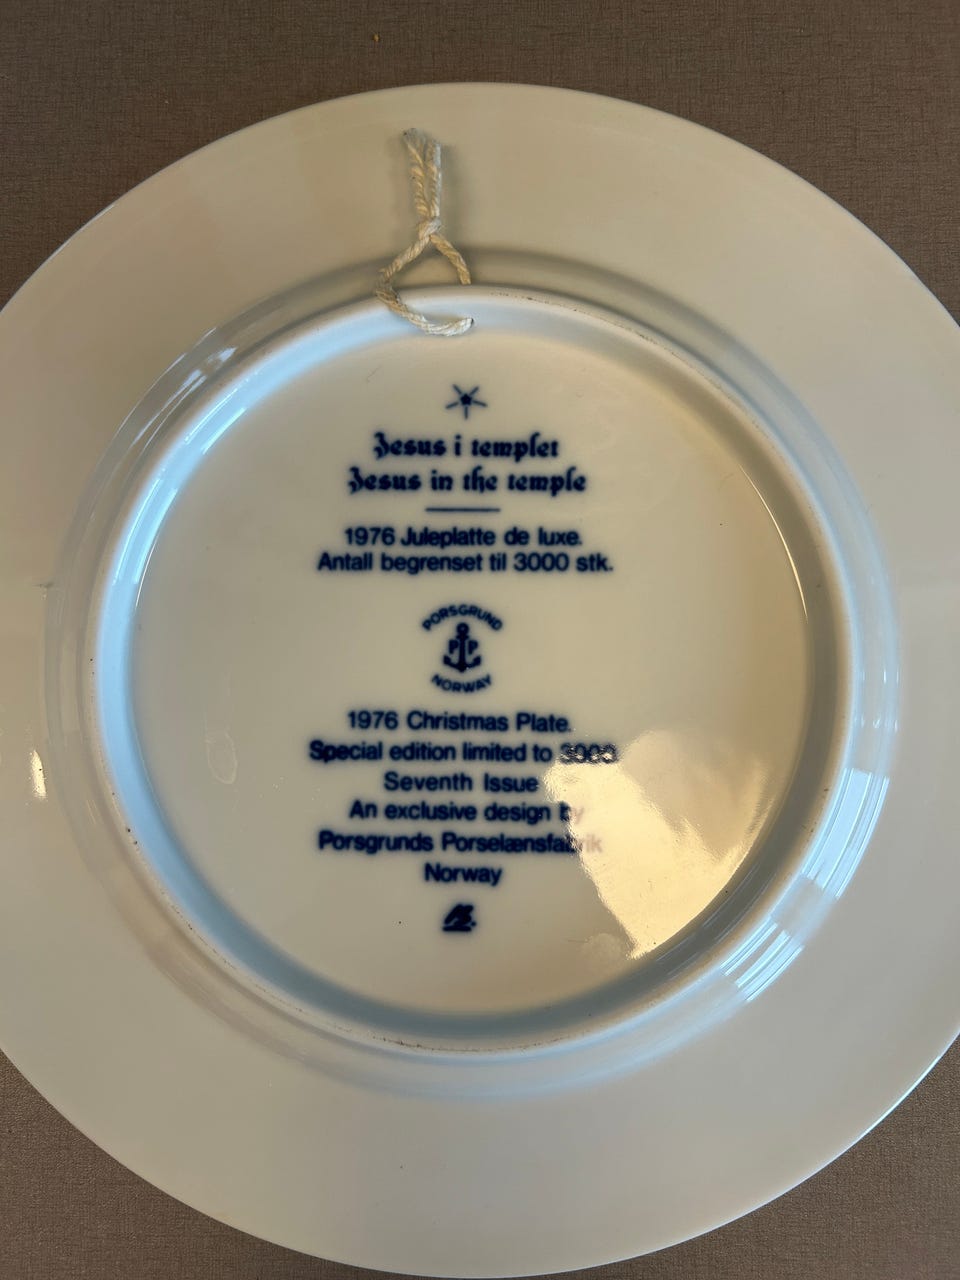 Jesus i templet
Jesus in the temple
1976 Juleplatte de luxe.
Antall begrenset til 3000 stk.
PORSGRUND
P P
NORWAY
1976 Christmas Plate.
Special edition limited to 3000.
Seventh Issue
An exclusive design by
Porsgrunds Porselænsfabrik
Norway